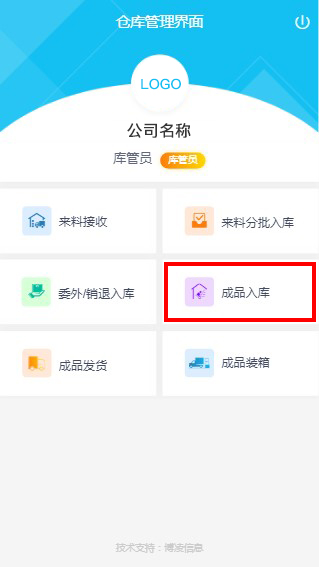 仓库管理界面
LOGO
公司名称
库管员 库管员
来料接收 来料分批入库
委外/销退入库 成品入库
成品发货 成品装箱
技术支持：博凌信息